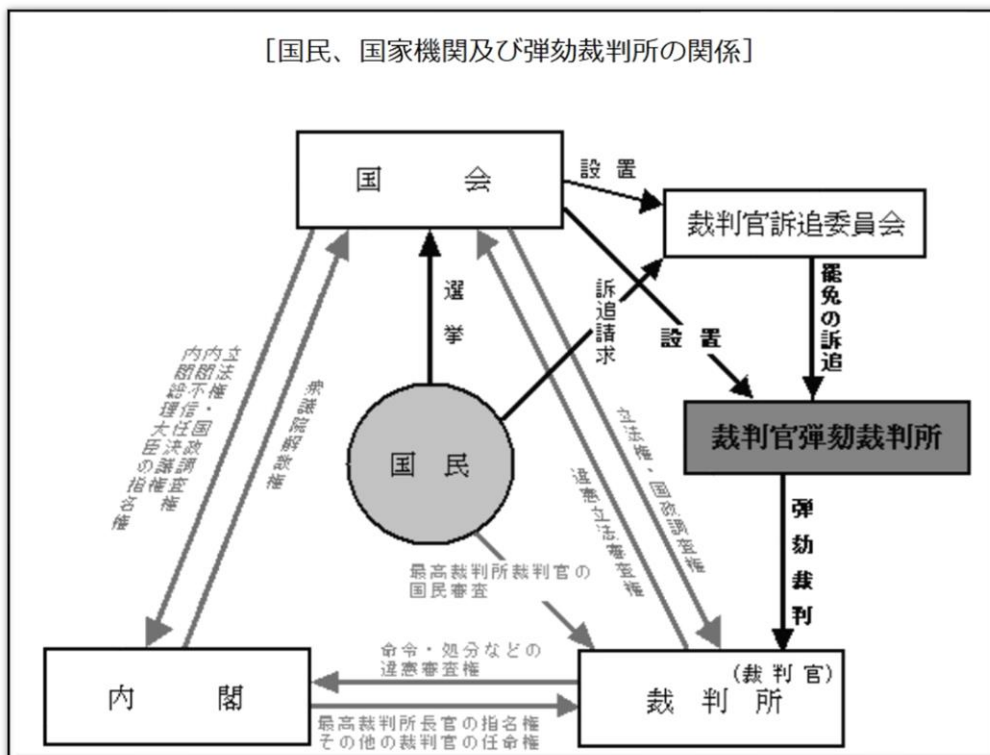 [国民、国家機関及び弾劾裁判所の関係]
国会
設置
裁判官訴追委員会
選挙
訴追請求
設置
罷免の訴追
立法権・国政調査権
内閣不信任決議権
内閣総理大臣の指名権
衆議院解散権
国民
立法権・国政調査権
違憲立法審査権
裁判官弾劾裁判所
弾劾裁判
最高裁判所裁判官の
国民審査
内閣
命令・処分などの
違憲審査権
最高裁判所長官の指名権
その他の裁判官の任命権
(裁判官)
裁判所